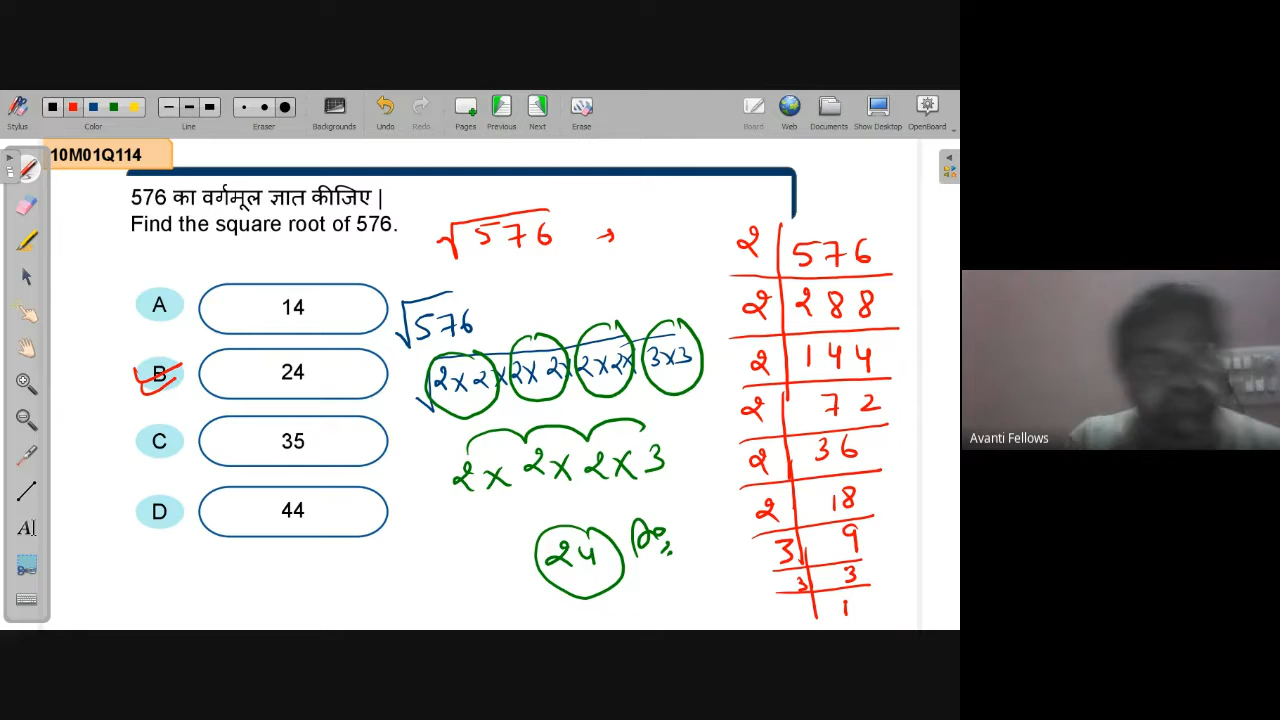 Stylus
Color
Line
Eraser
Backgrounds
Undo
Redo
Pages
Previous
Next
Erase
Board
Web
Documents
Show Desktop
OpenBoard
10M01Q114
576 का वर्गमूल ज्ञात कीजिए |
Find the square root of 576.
A 14
B 24
C 35
D 44
√576 →
√576
√2×2×2×2×2×2×3×3
2×2×2×3
24
2 576
2 288
2 144
2 72
2 36
2 18
3 9
3 3
1
Avanti Fellows